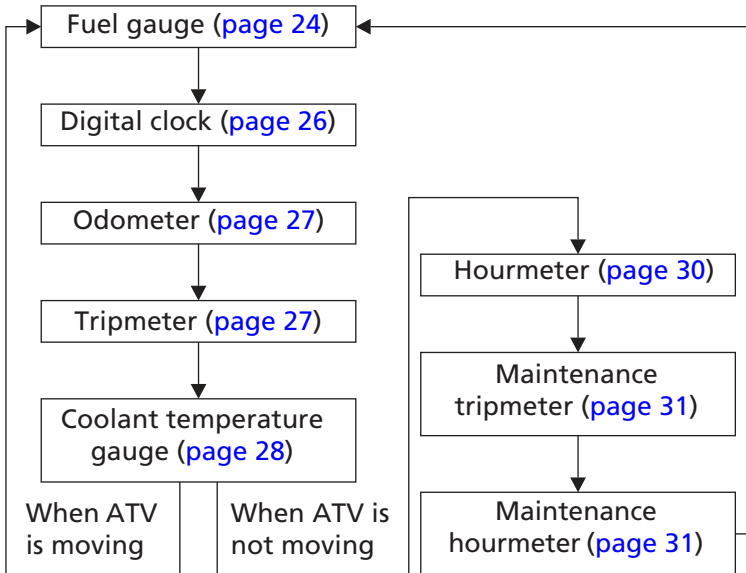 Fuel gauge (page 24)
Digital clock (page 26)
Odometer (page 27)
Tripmeter (page 27)
Coolant temperature
gauge (page 28)
When ATV
is moving
When ATV is
not moving
Hourmeter (page 30)
Maintenance
tripmeter (page 31)
Maintenance
hourmeter (page 31)